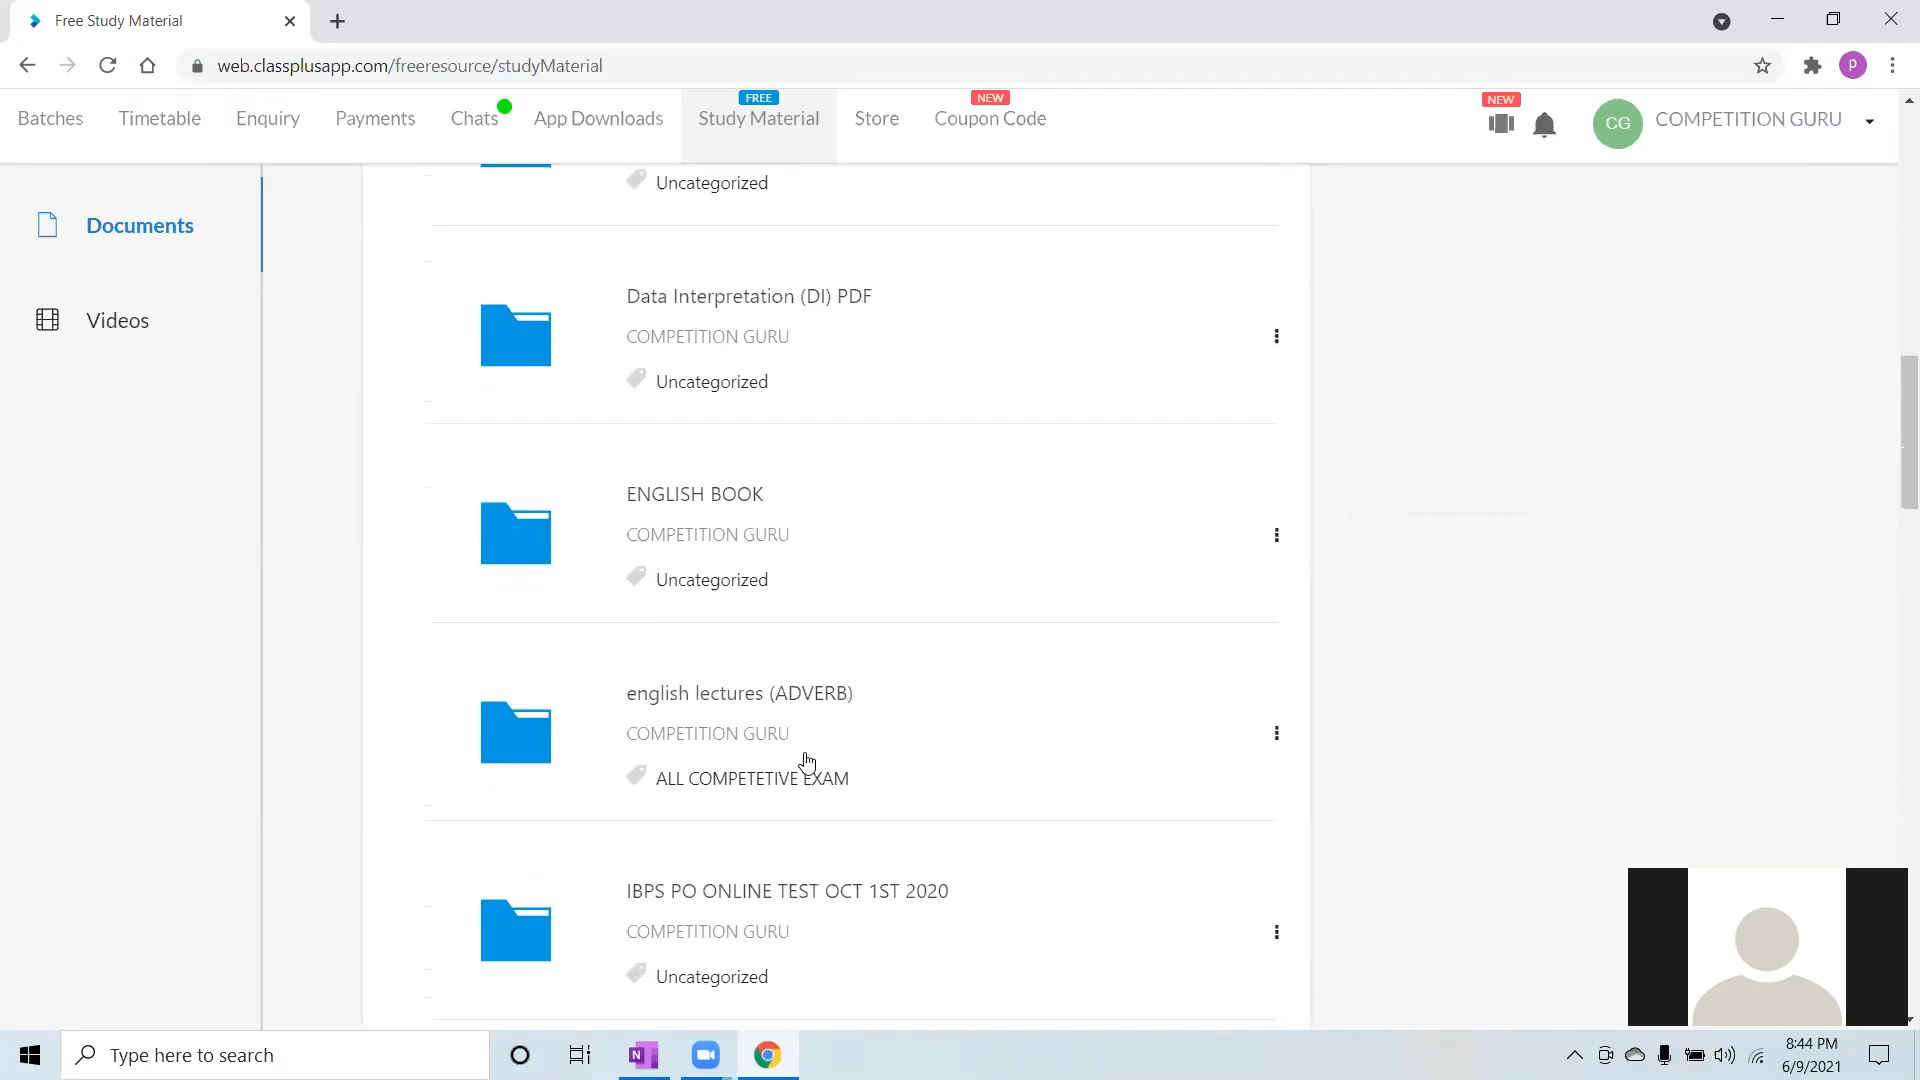 Free Study Material
web.classplusapp.com/freeresource/studyMaterial
p
Batches
Timetable
Enquiry
Payments
Chats
App Downloads
FREE
Study Material
Store
NEW
Coupon Code
NEW
CG
COMPETITION GURU
Documents
Videos
Uncategorized
Data Interpretation (DI) PDF
COMPETITION GURU
Uncategorized
ENGLISH BOOK
COMPETITION GURU
Uncategorized
english lectures (ADVERB)
COMPETITION GURU
ALL COMPETETIVE EXAM
IBPS PO ONLINE TEST OCT 1ST 2020
COMPETITION GURU
Uncategorized
Type here to search
N
8:44 PM
6/9/2021